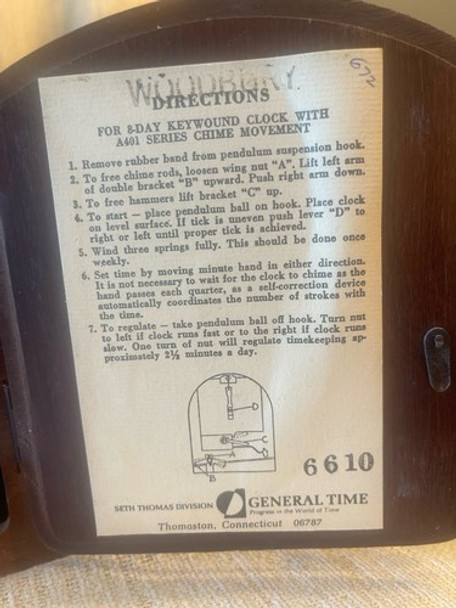 WOODBURY
DIRECTIONS
FOR 8-DAY KEYWOUND CLOCK WITH
A401 SERIES CHIME MOVEMENT
1. Remove rubber band from pendulum suspension hook.
2. To free chime rods, loosen wing nut "A". Lift left arm
of double bracket "B" upward. Push right arm down.
3. To free hammers lift bracket "C" up.
4. To start — place pendulum ball on hook. Place clock
on level surface. If tick is uneven push lever "D" to
right or left until proper tick is achieved.
5. Wind three springs fully. This should be done once
weekly.
6. Set time by moving minute hand in either direction.
It is not necessary to wait for the clock to chime as the
hand passes each quarter, as a self-correction device
automatically coordinates the number of strokes with
the time.
7. To regulate — take pendulum ball off hook. Turn nut
to left if clock runs fast or to the right if clock runs
slow. One turn of nut will regulate timekeeping ap-
proximately 2½ minutes a day.
A
B
6610
SETH THOMAS DIVISION GENERAL TIME
Progress in the World of Time
Thomaston, Connecticut 06787